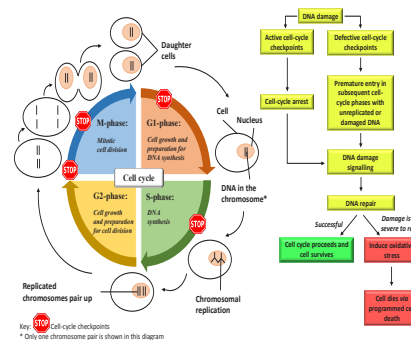 Daughter
cells
STOP
STOP
M-phase:
Mitotic
cell division
G1-phase:
Cell growth and
preparation for
DNA synthesis
Cell
Nucleus
STOP
Cell cycle
G2-phase:
Cell growth
and preparation
for cell division
S-phase:
DNA
synthesis
DNA in the
chromosome*
STOP
Replicated
chromosomes pair up
STOP
Chromosomal
replication
Key: STOP Cell-cycle checkpoints
* Only one chromosome pair is shown in this diagram
DNA damage
Active cell-cycle
checkpoints
Defective cell-cycle
checkpoints
Cell-cycle arrest
Premature entry in
subsequent cell-
cycle phases with
unreplicated or
damaged DNA
DNA damage
signalling
DNA repair
Successful
Damage is
severe to
Cell cycle proceeds and
cell survives
Induce
stress
Cell dies via
programmed
death